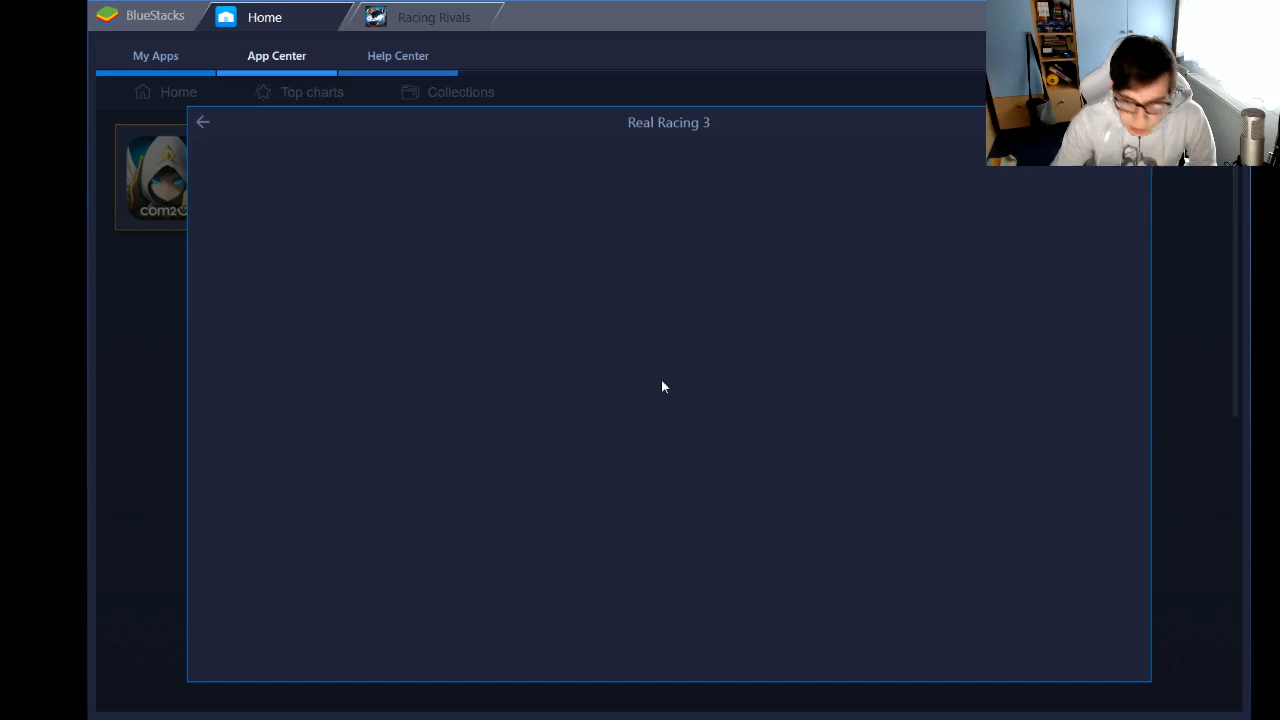 BlueStacks
Home
Racing Rivals
My Apps
App Center
Help Center
Home
Top charts
Collections
Real Racing 3
com2